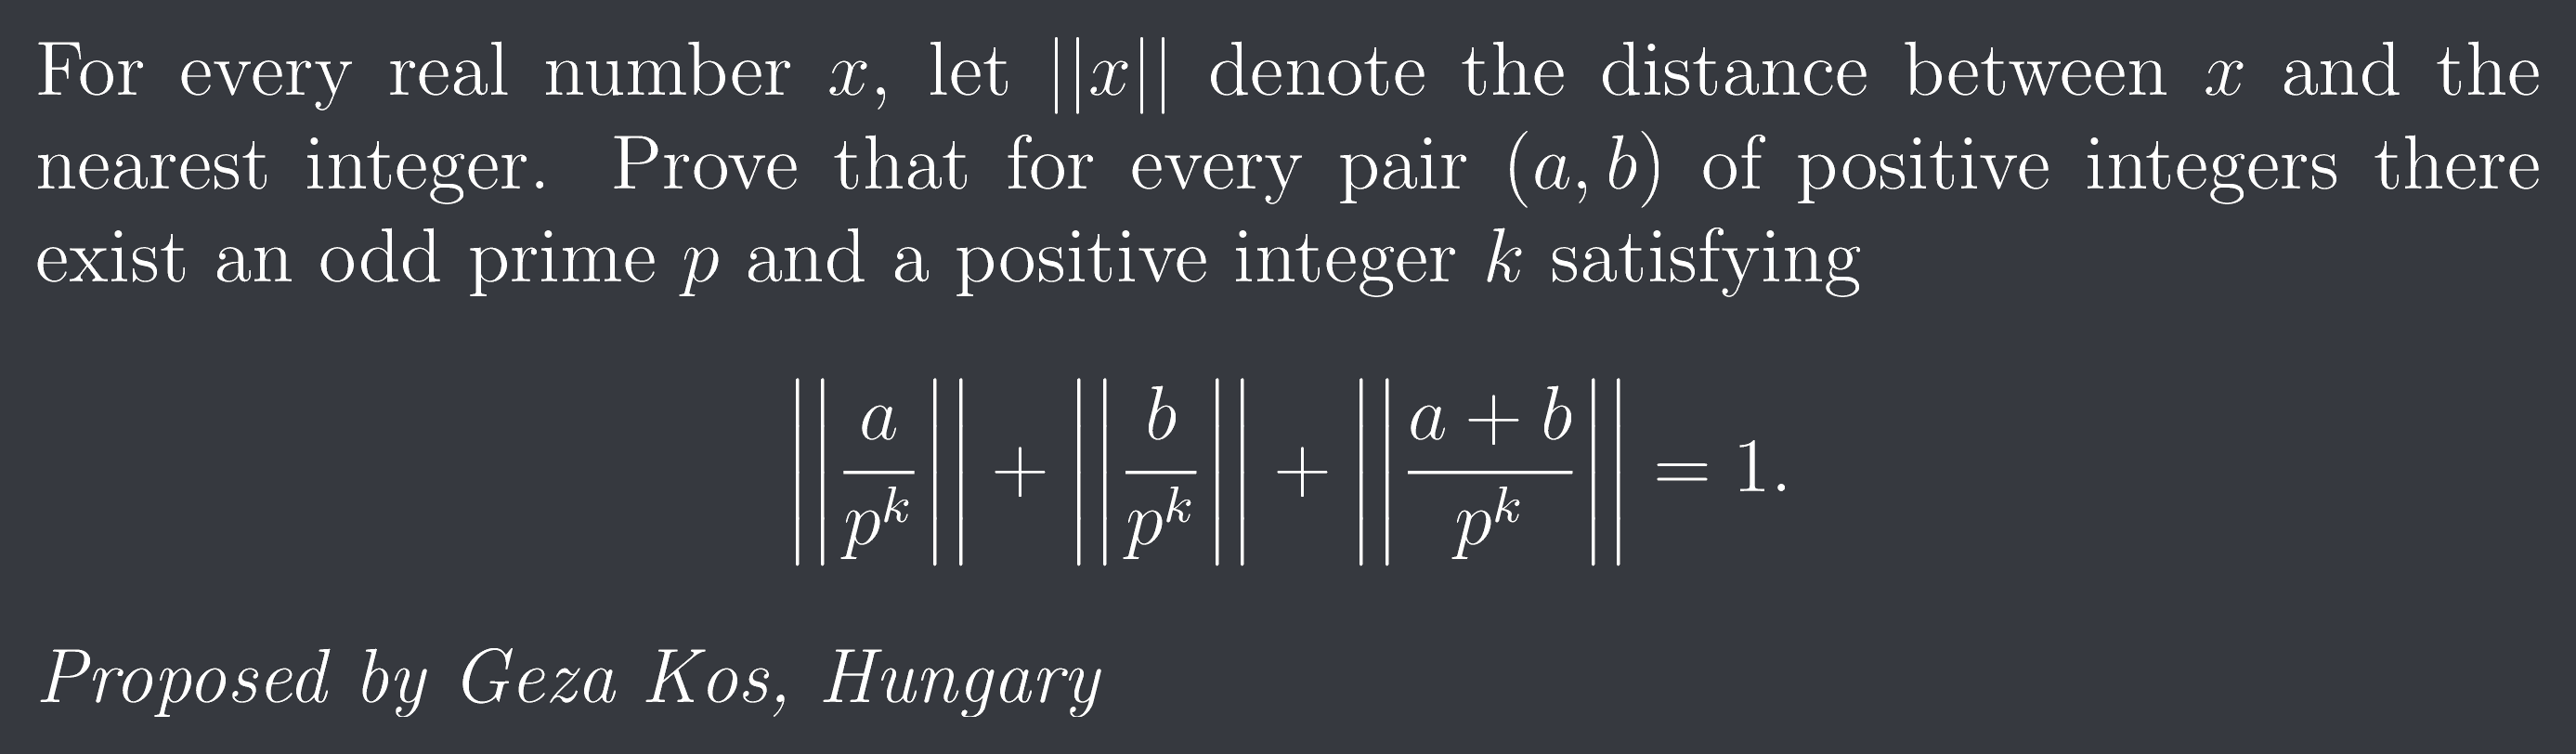 For every real number x, let ||x|| denote the distance between x and the
nearest integer. Prove that for every pair (a, b) of positive integers there
exist an odd prime p and a positive integer k satisfying
$$\left|\left|\frac{a}{p^k}\right|\right| + \left|\left|\frac{b}{p^k}\right|\right| + \left|\left|\frac{a+b}{p^k}\right|\right| = 1.$$
Proposed by Geza Kos, Hungary